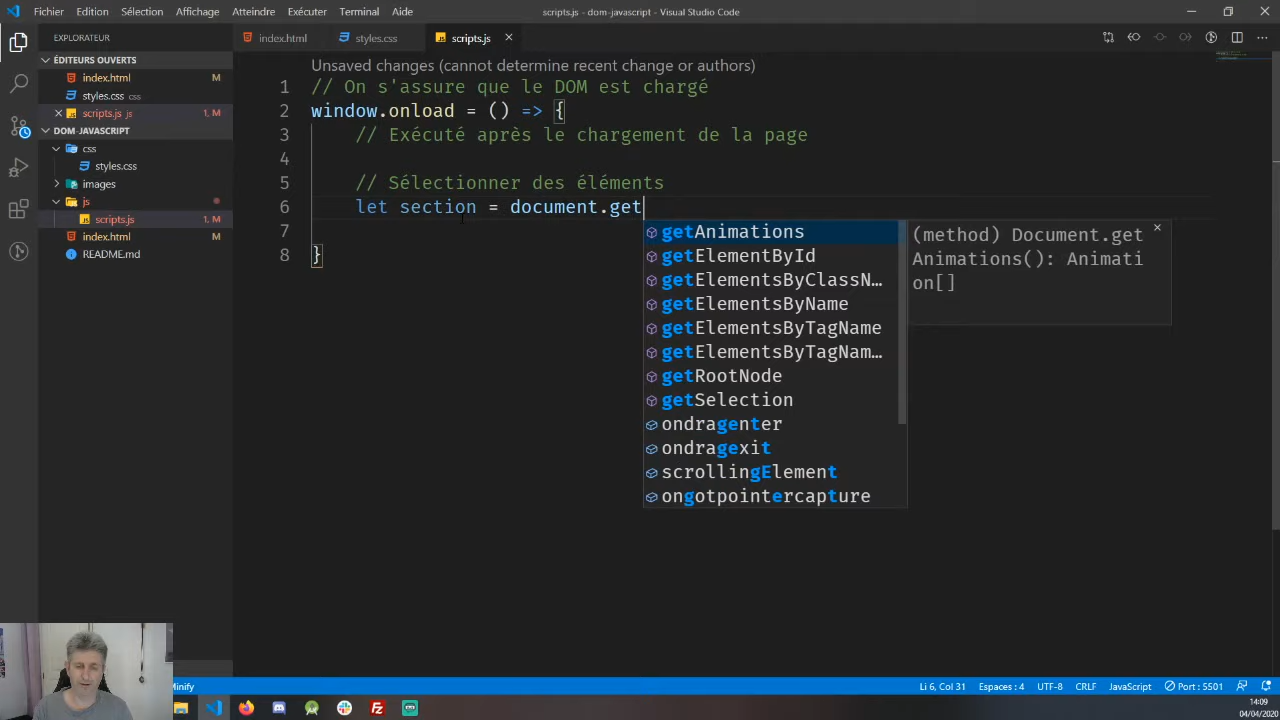 Fichier Edition Sélection Affichage Atteindre Exécuter Terminal Aide scripts.js - dom-javascript - Visual Studio Code
EXPLORATEUR
index.html styles.css scripts.js
ÉDITEURS OUVERTS
index.html M
styles.css css
scripts.js js 1, M
DOM-JAVASCRIPT
css
styles.css
images
js
scripts.js 1, M
index.html M
README.md
Unsaved changes (cannot determine recent change or authors)
1 // On s'assure que le DOM est chargé
2 window.onload = () => {
3 // Exécuté après le chargement de la page
4
5 // Sélectionner des éléments
6 let section = document.get
7
8 }
getAnimations
getElementById
getElementsByClassN…
getElementsByName
getElementsByTagName
getElementsByTagNam…
getRootNode
getSelection
ondragenter
ondragexit
scrollingElement
ongotpointercapture
(method) Document.get
Animations(): Animati
on[]
Minify Li 6, Col 31 Espaces : 4 UTF-8 CRLF JavaScript Port : 5501
14:09
04/04/2020